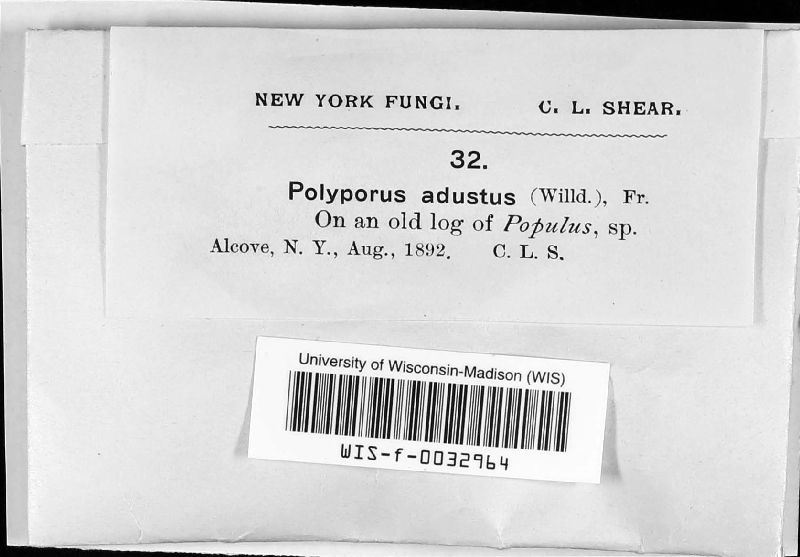 NEW YORK FUNGI. C. L. SHEAR.
32.
Polyporus adustus (Willd.), Fr.
On an old log of Populus, sp.
Alcove, N. Y., Aug., 1892. C. L. S.
University of Wisconsin-Madison (WIS)
WIS-f-0032964